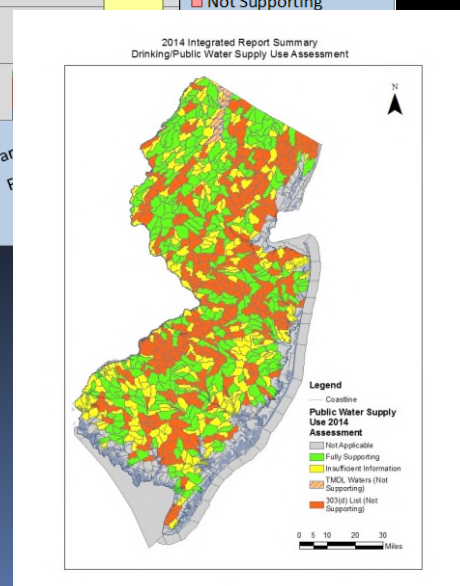 Not Supporting
2014 Integrated Report Summary
Drinking/Public Water Supply Use Assessment
N
Legend
Coastline
Public Water Supply
Use 2014
Assessment
Not Applicable
Fully Supporting
Insufficient Information
TMDL Waters (Not
Supporting)
303(d) List (Not
Supporting)
0 5 10 20 30
Miles